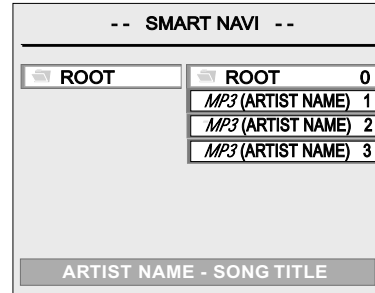 -- SMART NAVI --
ROOT
ROOT 0
MP3 (ARTIST NAME) 1
MP3 (ARTIST NAME) 2
MP3 (ARTIST NAME) 3
ARTIST NAME - SONG TITLE